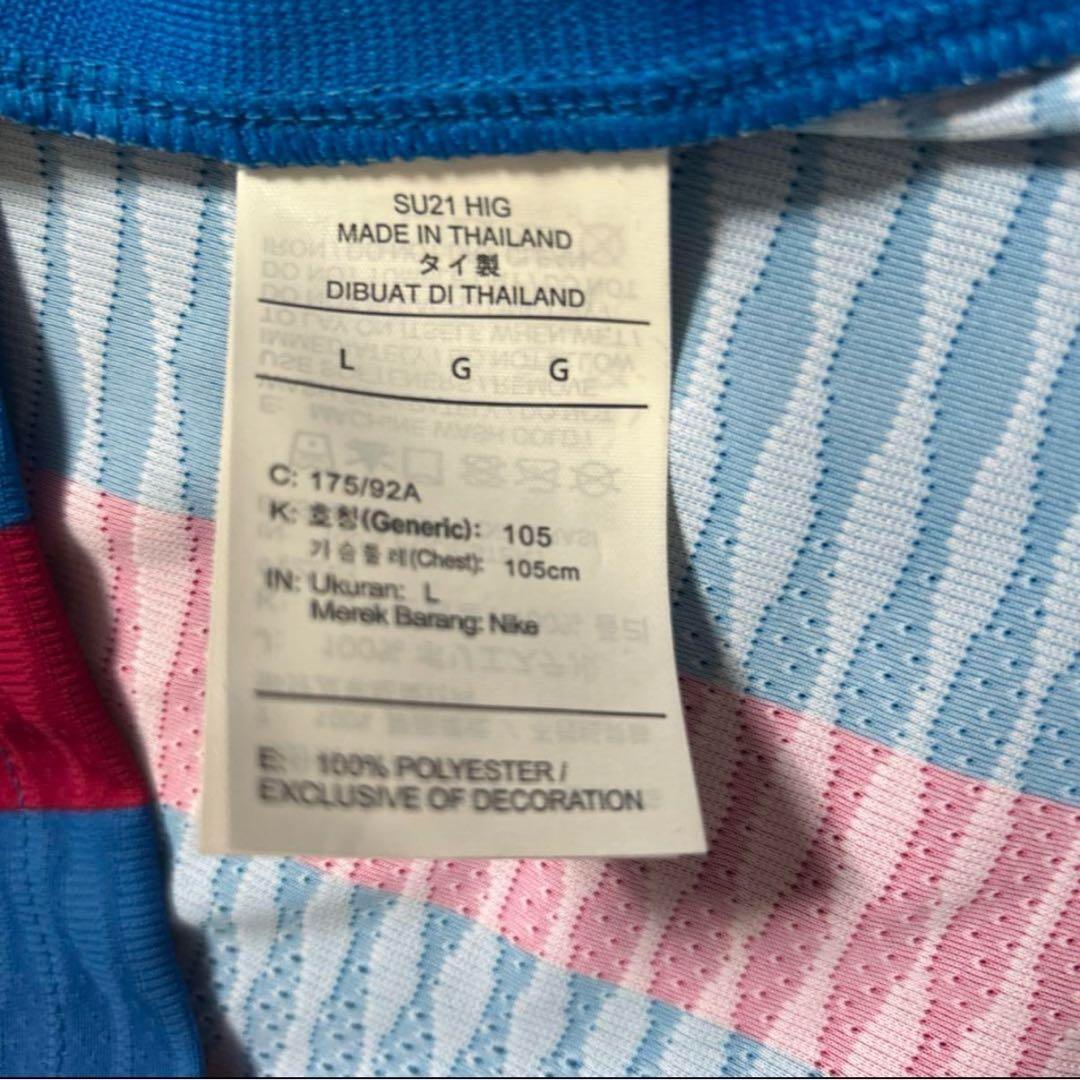 SU21 HIG
MADE IN THAILAND
タイ製
DIBUAT DI THAILAND
L G G
C: 175/92A
K: 호칭(Generic): 105
가슴둘레(Chest): 105cm
IN: Ukuran: L
Merek Barang: Nike
E: 100% POLYESTER /
EXCLUSIVE OF DECORATION